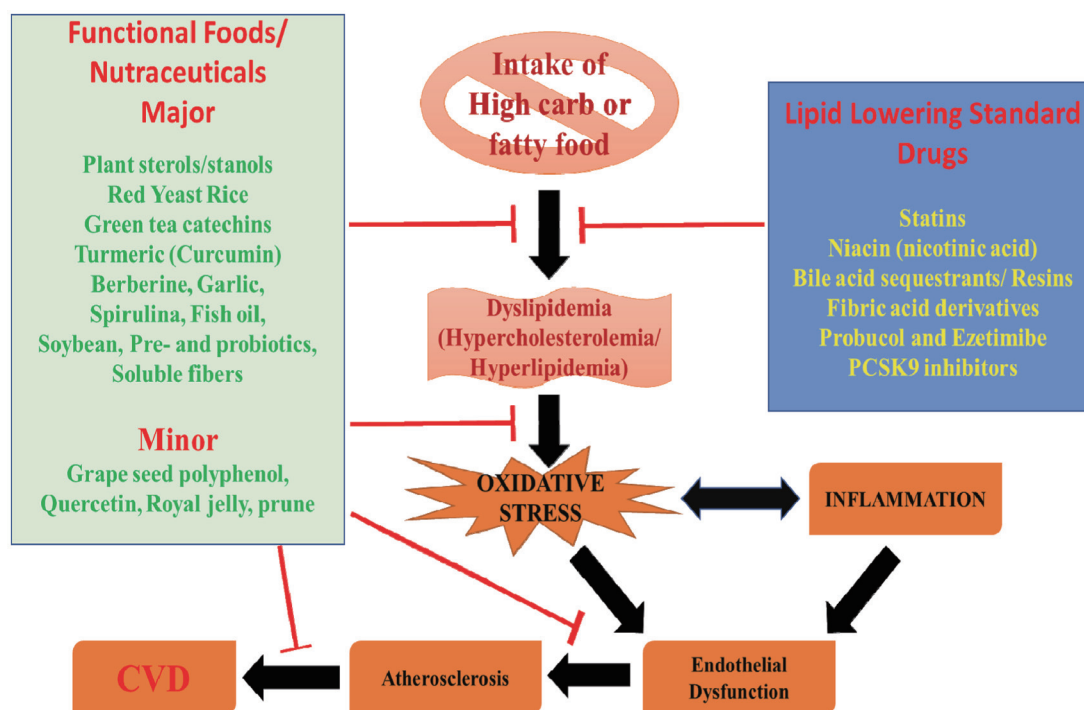 Functional Foods/
Nutraceuticals
Major
Plant sterols/stanols
Red Yeast Rice
Green tea catechins
Turmeric (Curcumin)
Berberine, Garlic,
Spirulina, Fish oil,
Soybean, Pre- and probiotics,
Soluble fibers
Minor
Grape seed polyphenol,
Quercetin, Royal jelly, prune
Intake of
High carb or
fatty food
Lipid Lowering Standard
Drugs
Statins
Niacin (nicotinic acid)
Bile acid sequestrants/ Resins
Fibric acid derivatives
Probucol and Ezetimibe
PCSK9 inhibitors
Dyslipidemia
(Hypercholesterolemia/
Hyperlipidemia)
OXIDATIVE
STRESS
INFLAMMATION
CVD
Atherosclerosis
Endothelial
Dysfunction